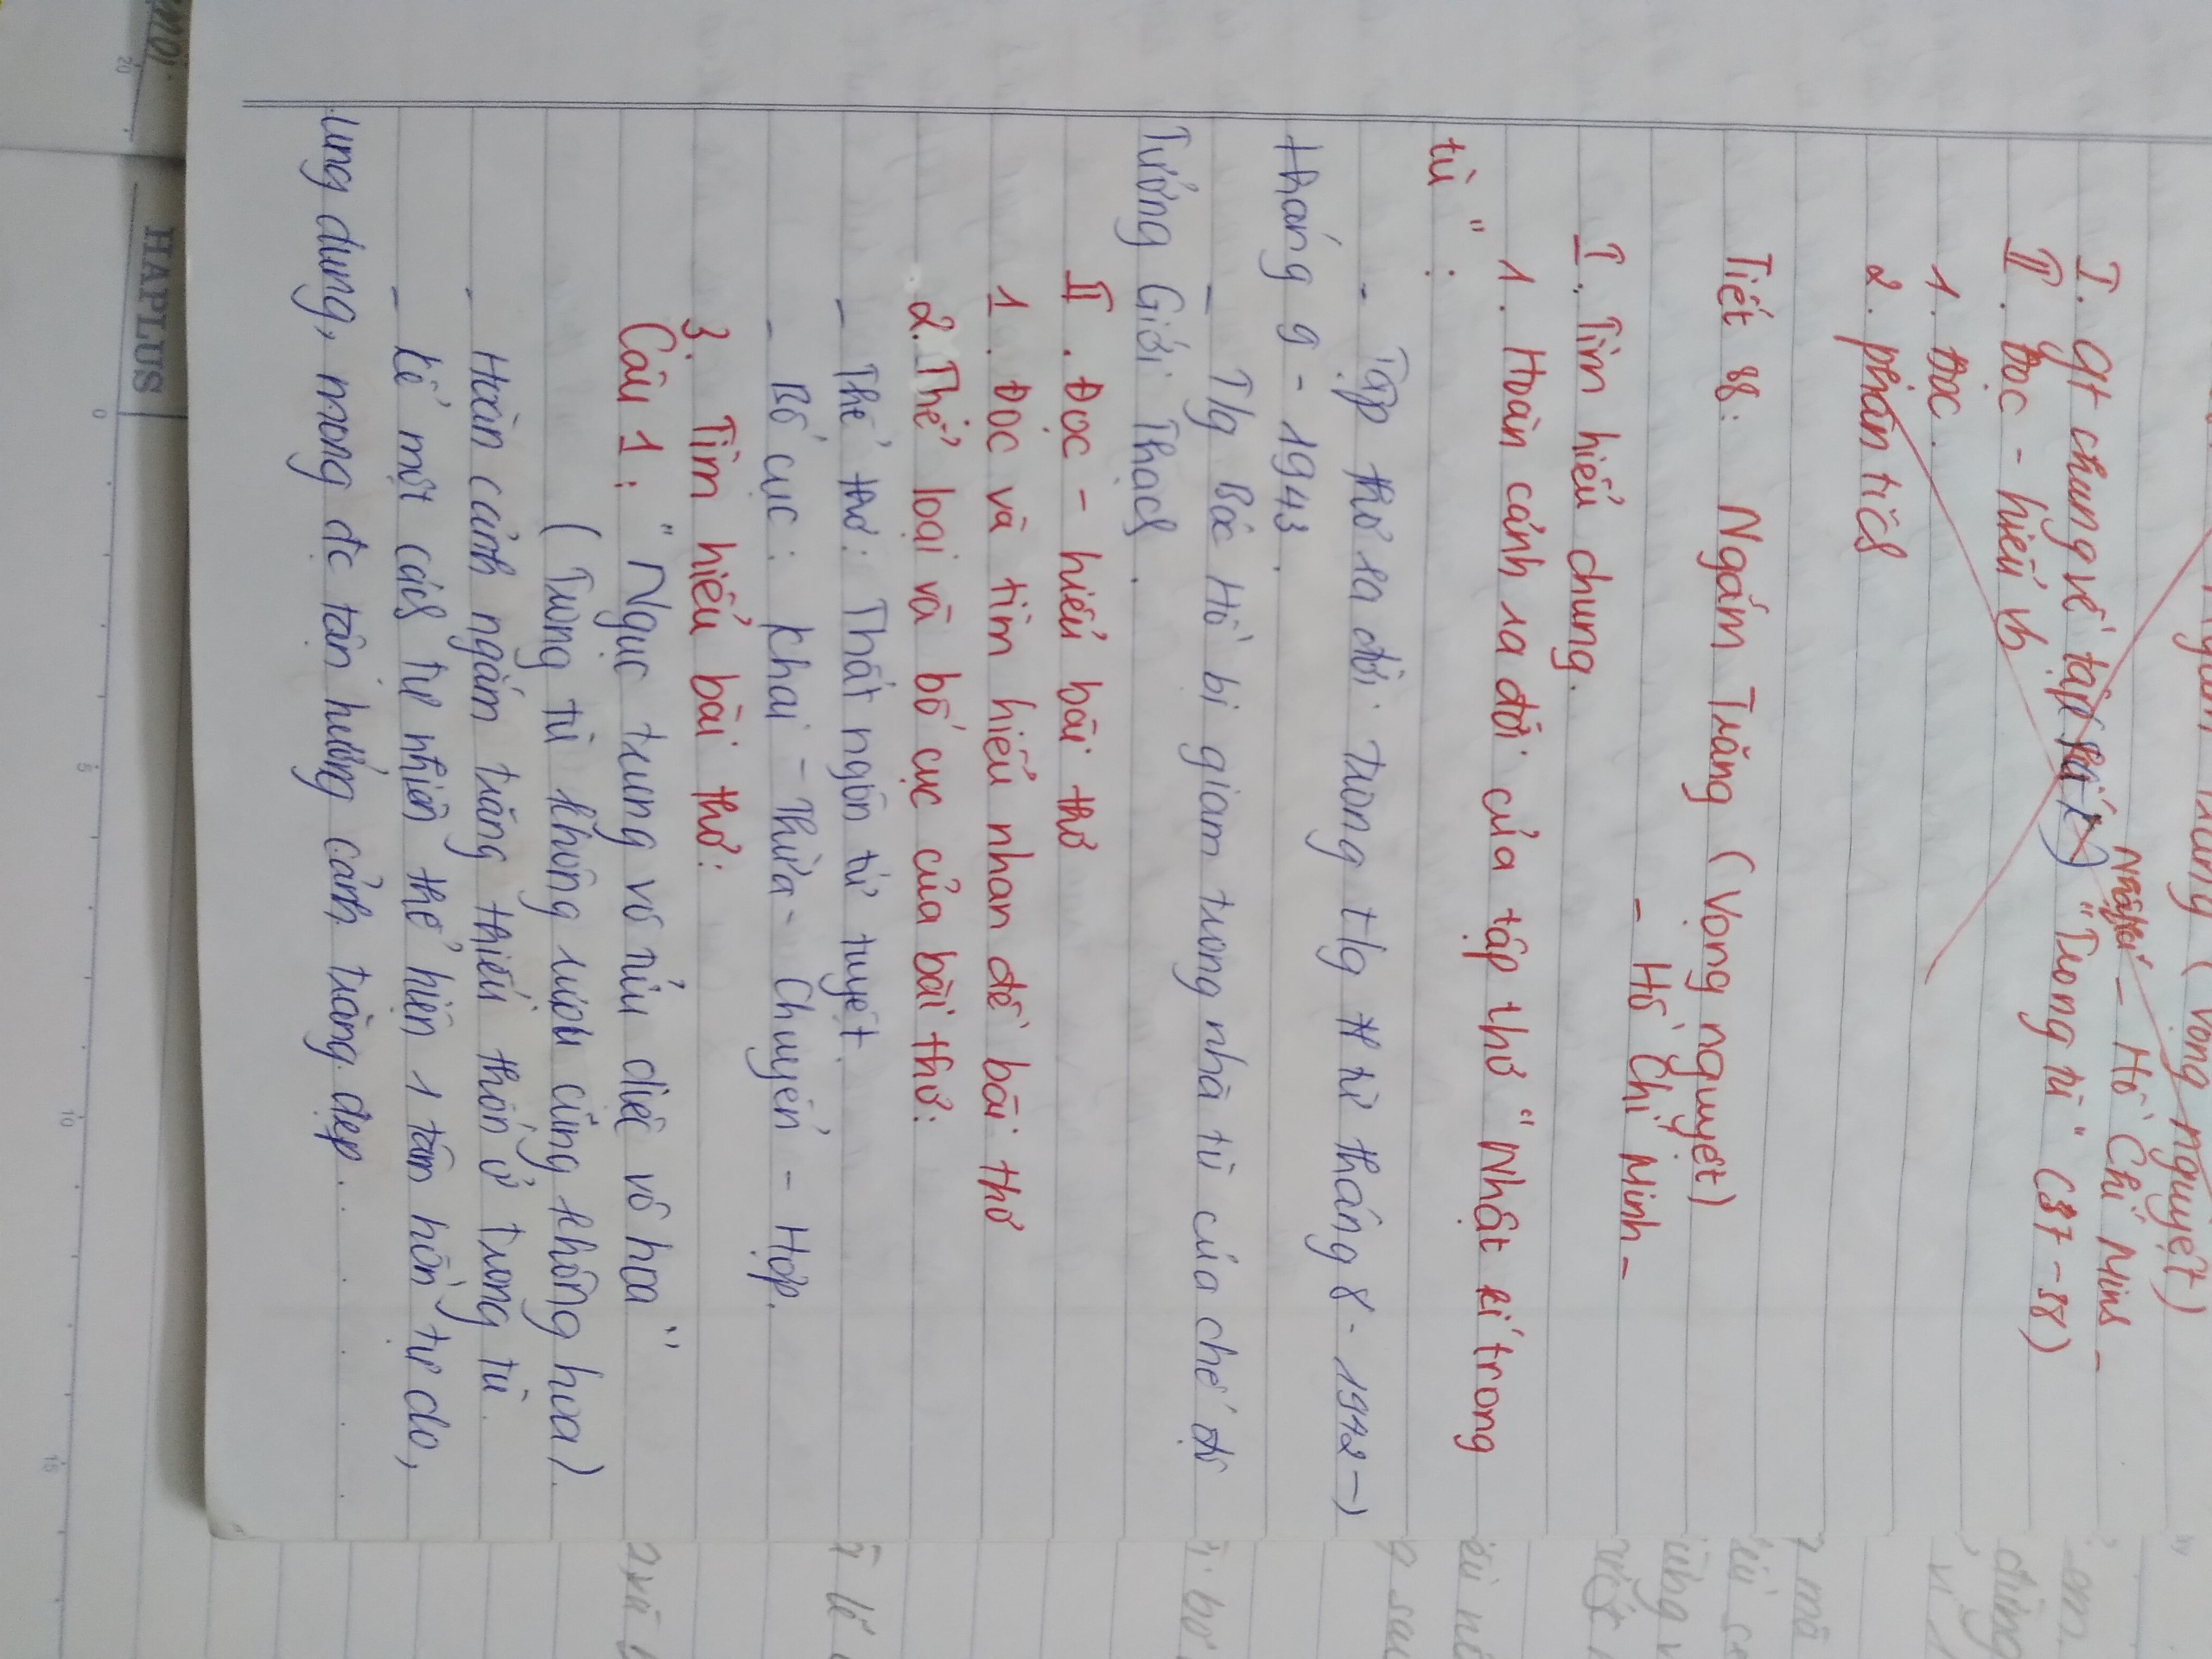 Ngắm Trăng (Vọng nguyệt)
- Hồ Chí Minh -
I. Gt chung về tập "Trong tù" (37-38)
II. Đọc - hiểu vb
1. Đọc.
2. phân tích
Tiết 88: Ngắm Trăng (Vọng nguyệt)
- Hồ Chí Minh -
I. Tìm hiểu chung.
1. Hoàn cảnh ra đời của tập thơ "Nhật kí trong
tù":
- Tập thơ ra đời trong t/g từ tháng 8 - 1942 →
tháng 9 - 1943.
- T/g Bác Hồ bị giam trong nhà tù của chế độ
Tưởng Giới Thạch.
II. Đọc - hiểu bài thơ
1. Đọc và tìm hiểu nhan đề bài thơ
2. Thể loại và bố cục của bài thơ:
- Thể thơ: Thất ngôn tứ tuyệt.
- Bố cục: Khai - Thừa - Chuyển - Hợp.
3. Tìm hiểu bài thơ:
Câu 1: "Ngục trung vô tửu diệc vô hoa"
(Trong tù không rượu cũng không hoa).
- Hoàn cảnh ngắm trăng thiếu thốn ở trong tù.
- Kể một cách tự nhiên thể hiện 1 tâm hồn tự do,
ung dung, mong đc tận hưởng cảnh trăng đẹp.
HAPLUS
20
0 5 10 15